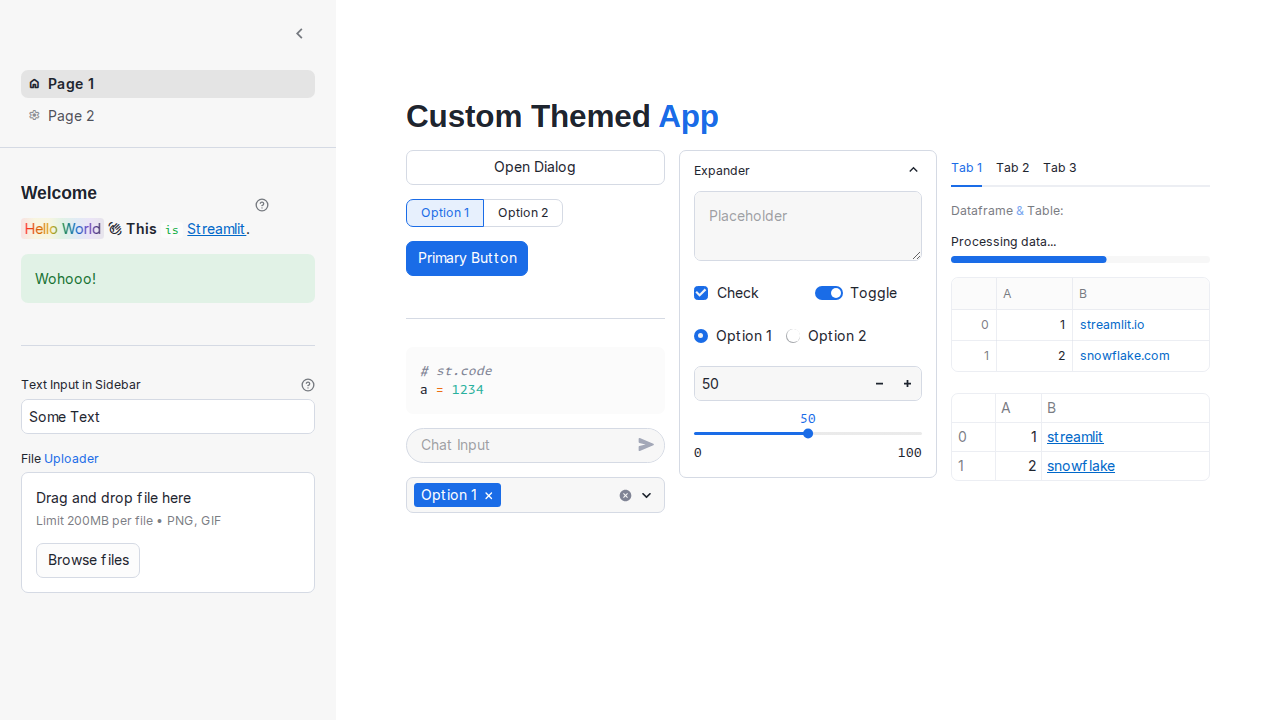 Page 1
Page 2
Welcome
Hello World 👋 This is Streamlit.
Wohooo!
Text Input in Sidebar
Some Text
File Uploader
Drag and drop file here
Limit 200MB per file • PNG, GIF
Browse files
Custom Themed App
Open Dialog
Option 1 Option 2
Primary Button
# st.code
a = 1234
Chat Input
Option 1
Expander
Placeholder
Check Toggle
Option 1 Option 2
50
50
0 100
Tab 1 Tab 2 Tab 3
Dataframe & Table:
Processing data...
A B
0 1 streamlit.io
1 2 snowflake.com
A B
0 1 streamlit
1 2 snowflake